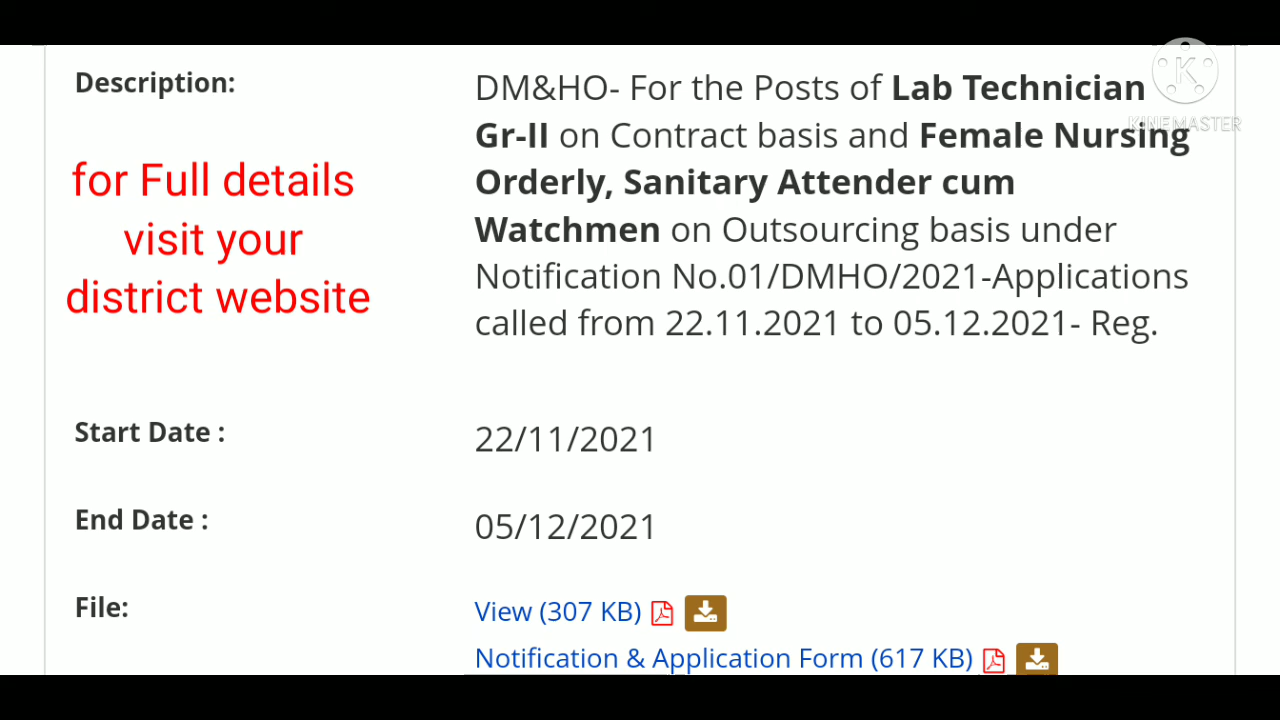 Description:
DM&HO- For the Posts of Lab Technician
Gr-II on Contract basis and Female Nursing
Orderly, Sanitary Attender cum
Watchmen on Outsourcing basis under
Notification No.01/DMHO/2021-Applications
called from 22.11.2021 to 05.12.2021- Reg.
for Full details
visit your
district website
K
KINEMASTER
Start Date :
22/11/2021
End Date :
05/12/2021
File:
View (307 KB)
Notification & Application Form (617 KB)